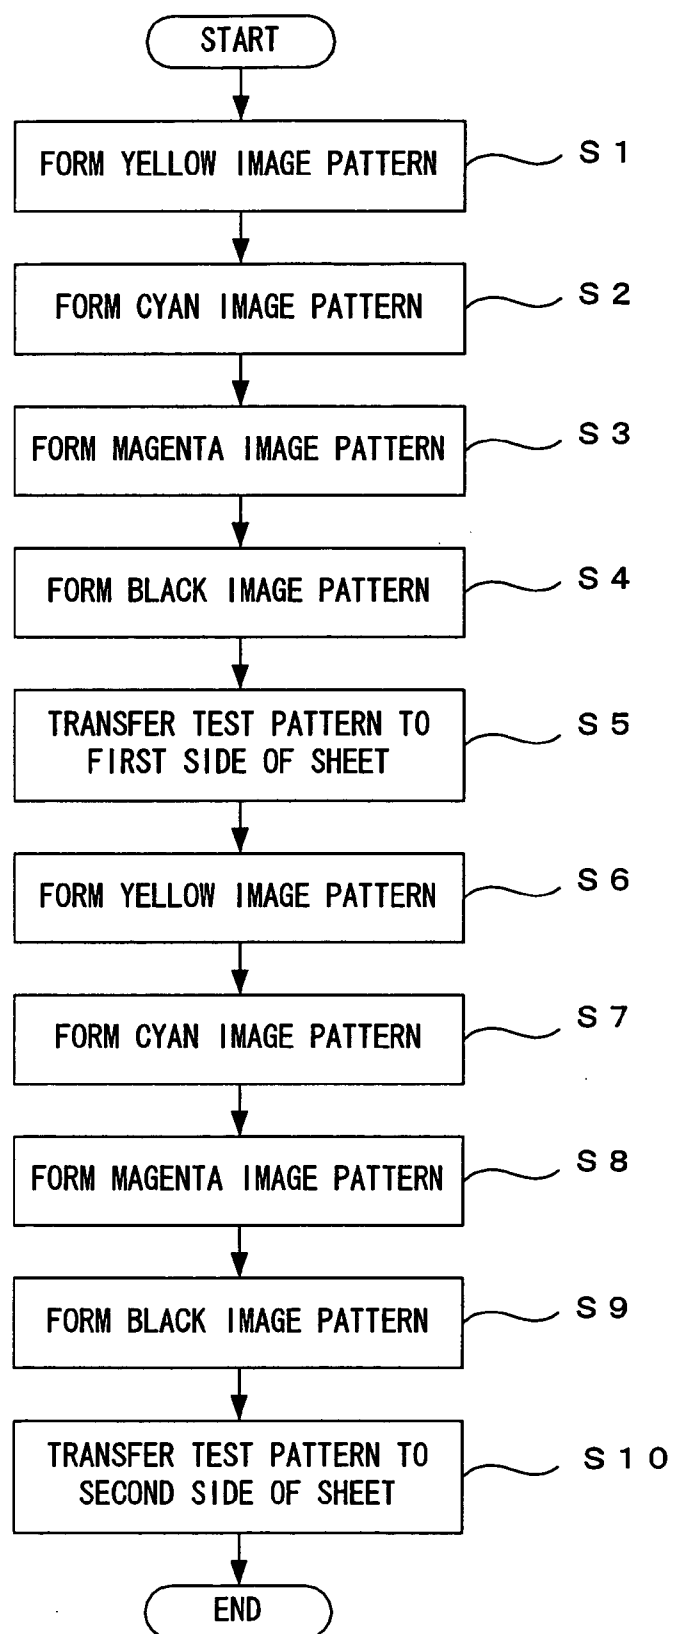 START
FORM YELLOW IMAGE PATTERN
S1
FORM CYAN IMAGE PATTERN
S2
FORM MAGENTA IMAGE PATTERN
S3
FORM BLACK IMAGE PATTERN
S4
TRANSFER TEST PATTERN TO
FIRST SIDE OF SHEET
S5
FORM YELLOW IMAGE PATTERN
S6
FORM CYAN IMAGE PATTERN
S7
FORM MAGENTA IMAGE PATTERN
S8
FORM BLACK IMAGE PATTERN
S9
TRANSFER TEST PATTERN TO
SECOND SIDE OF SHEET
S10
END